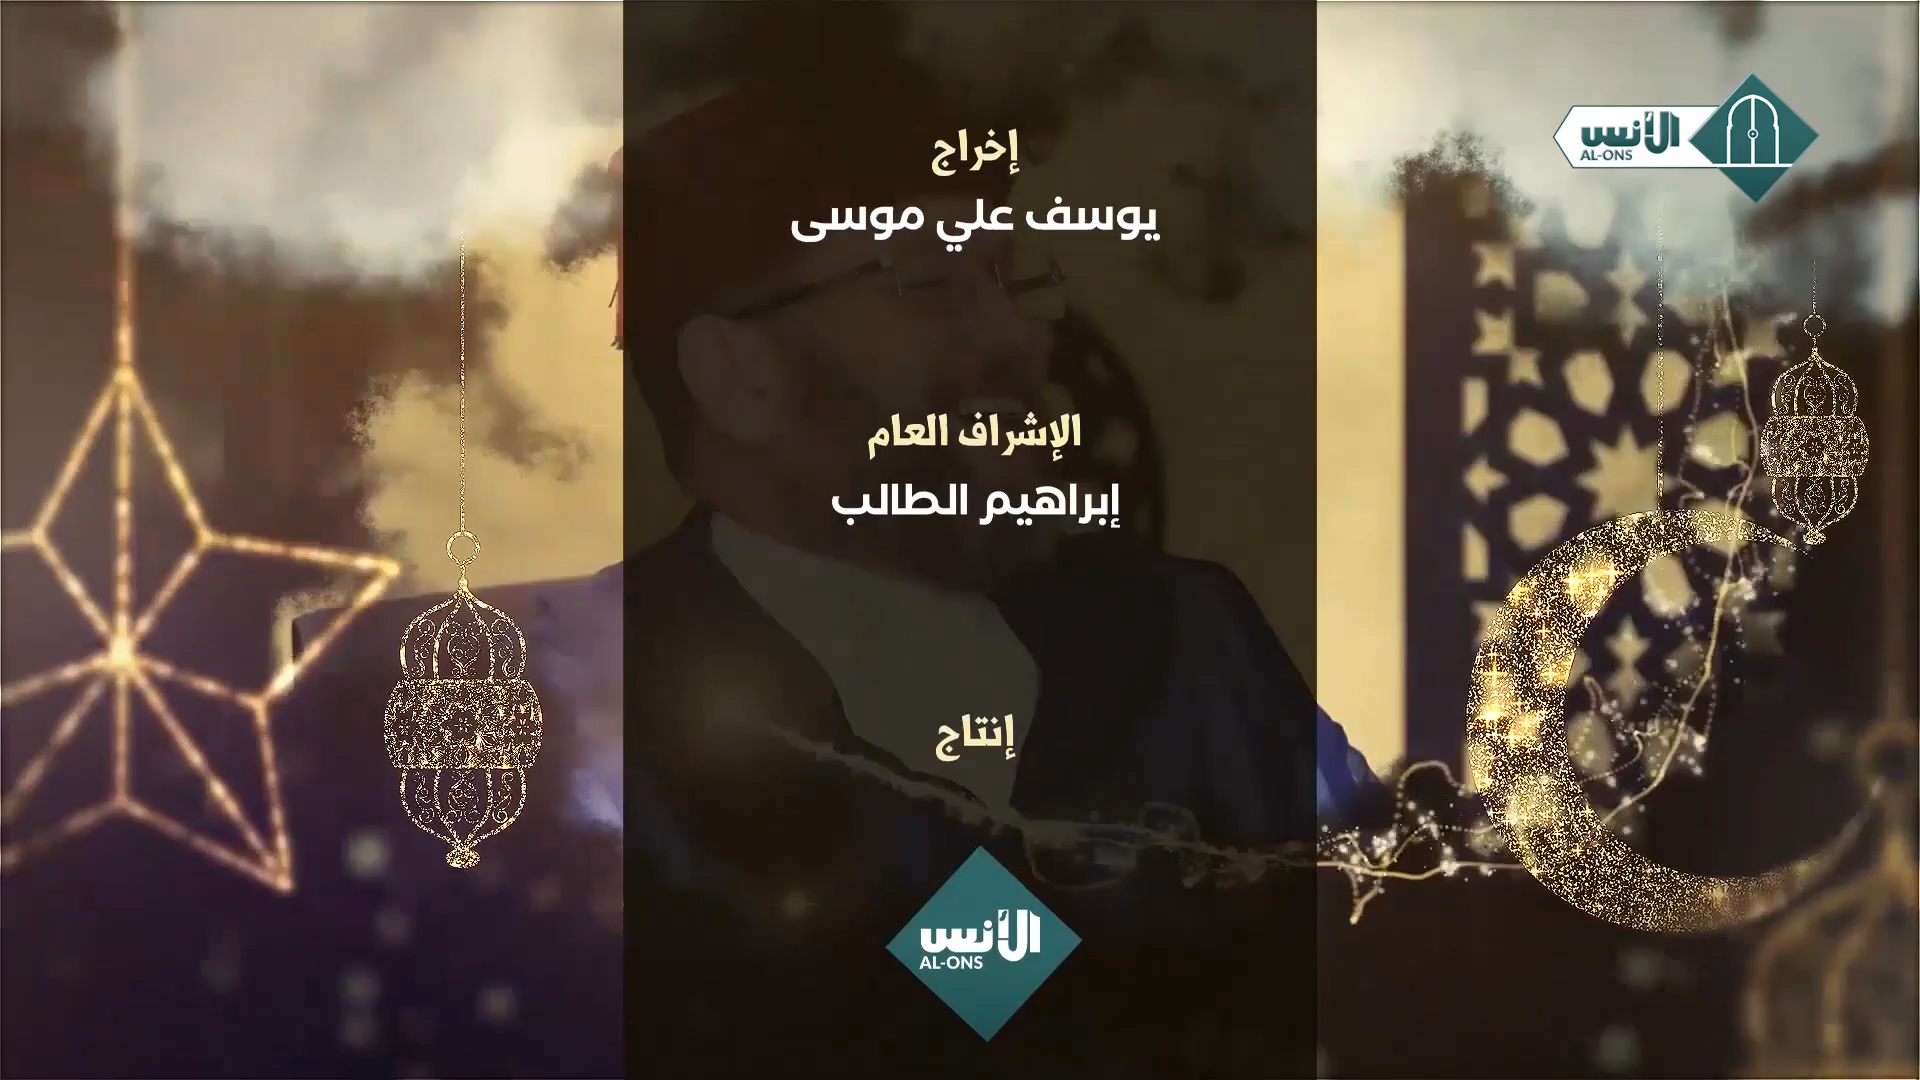 الأنس
AL-ONS
إخراج
يوسف علي موسى
الإشراف العام
إبراهيم الطالب
إنتاج
الأنس
AL-ONS